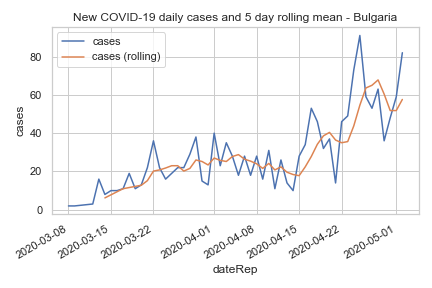 New COVID-19 daily cases and 5 day rolling mean - Bulgaria
cases
cases (rolling)
80
60
40
20
0
cases
2020-03-08
2020-03-15
2020-03-22
2020-04-01
2020-04-08
2020-04-15
2020-04-22
2020-05-01
dateRep